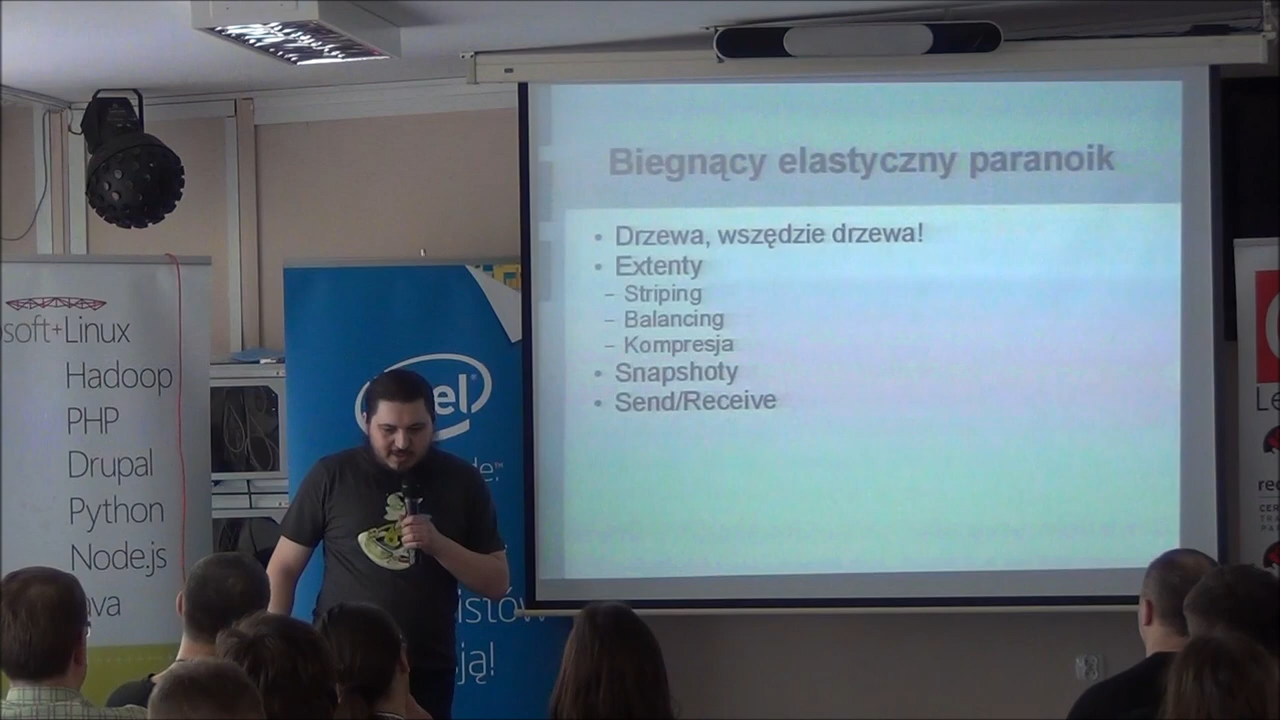 Biegnący elastyczny paranoik
• Drzewa, wszędzie drzewa!
• Extenty
– Striping
– Balancing
– Kompresja
• Snapshoty
• Send/Receive
soft+Linux
Hadoop
PHP
Drupal
Python
Node.js